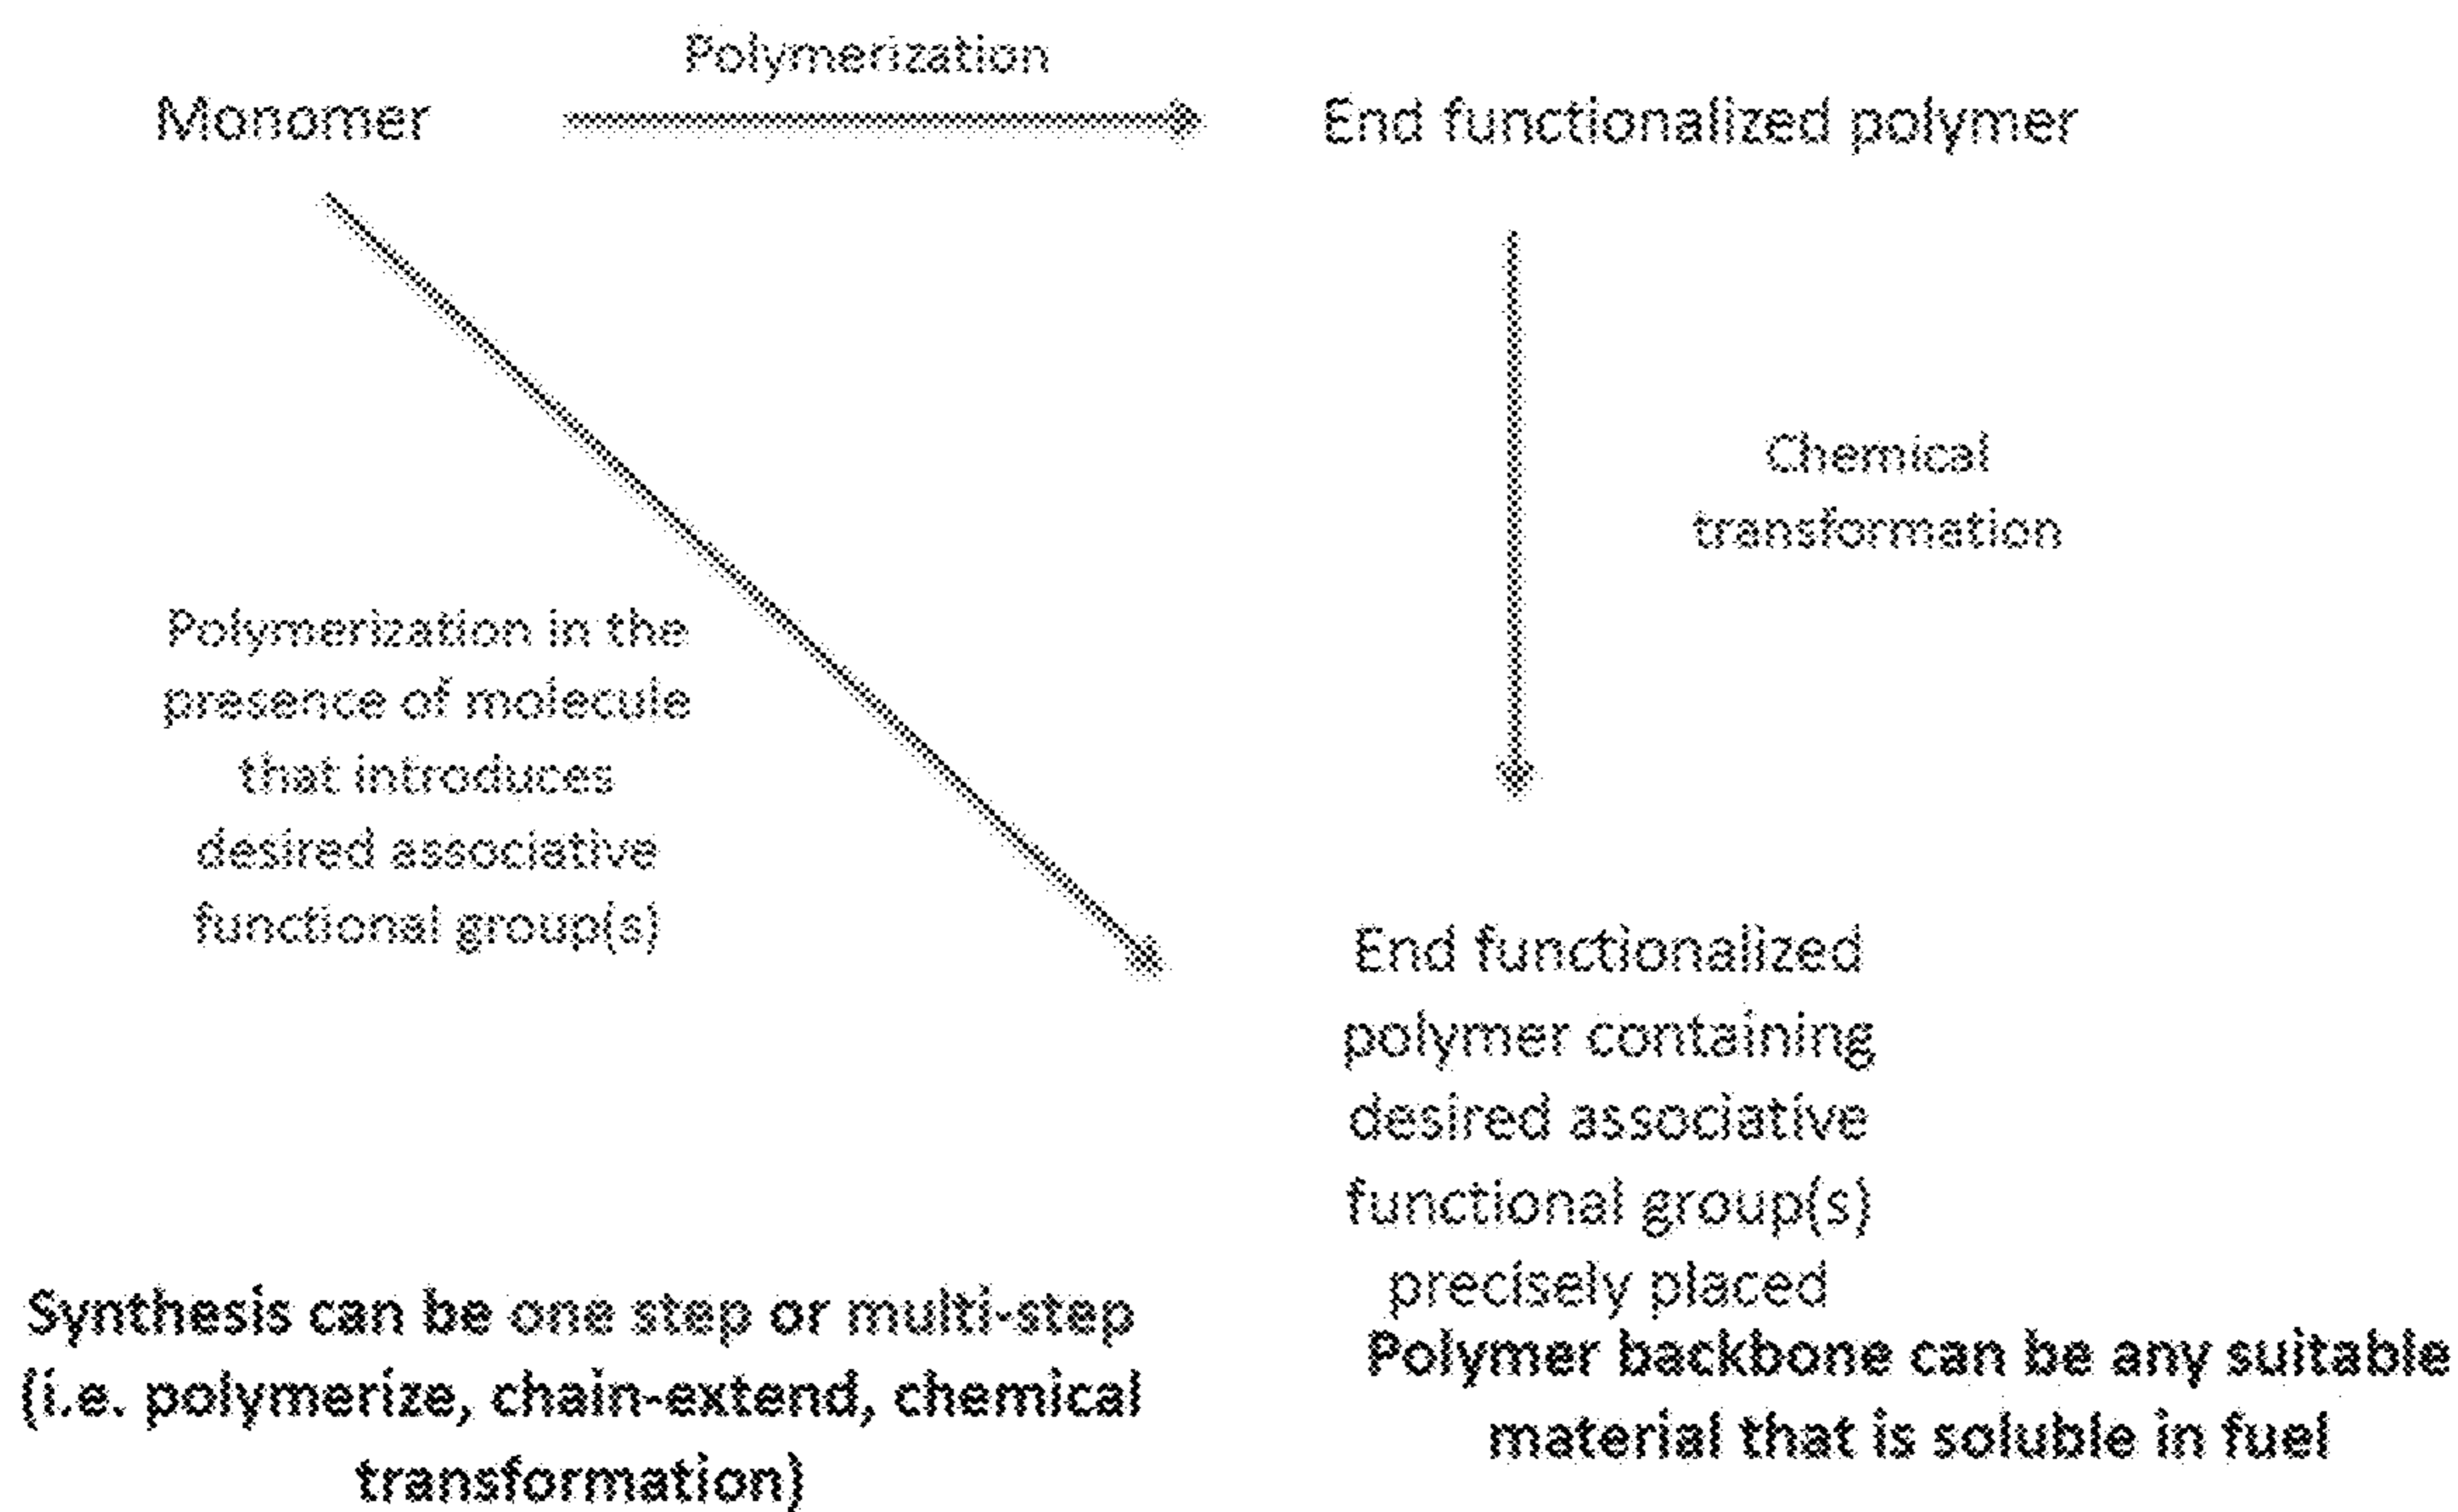 Polymerization
Monomer
End functionalized polymer
Chemical
transformation
Polymerization in the
presence of molecule
that introduces
desired associative
functional group(s)
End functionalized
polymer containing
desired associative
functional group(s)
precisely placed
Synthesis can be one step or multi-step
(i.e. polymerize, chain-extend, chemical
transformation)
Polymer backbone can be any suitable
material that is soluble in fuel